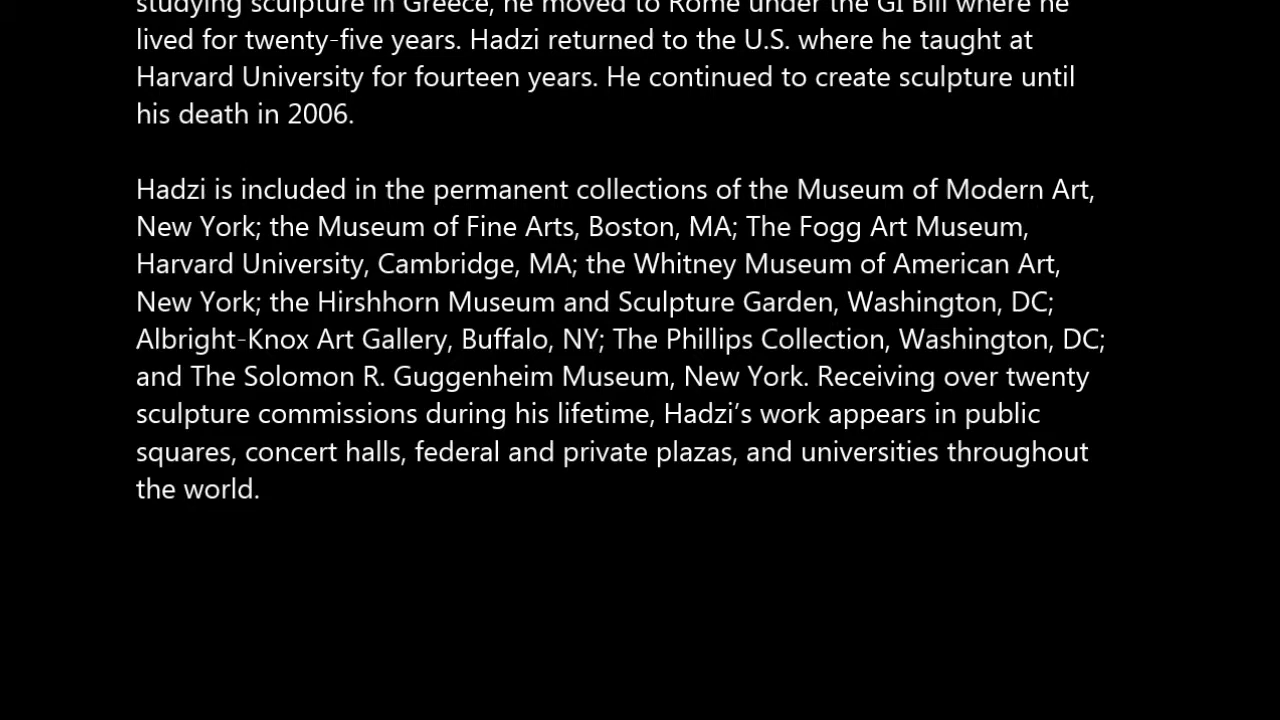 studying sculpture in Greece, he moved to Rome under the GI Bill where he
lived for twenty-five years. Hadzi returned to the U.S. where he taught at
Harvard University for fourteen years. He continued to create sculpture until
his death in 2006.
Hadzi is included in the permanent collections of the Museum of Modern Art,
New York; the Museum of Fine Arts, Boston, MA; The Fogg Art Museum,
Harvard University, Cambridge, MA; the Whitney Museum of American Art,
New York; the Hirshhorn Museum and Sculpture Garden, Washington, DC;
Albright-Knox Art Gallery, Buffalo, NY; The Phillips Collection, Washington, DC;
and The Solomon R. Guggenheim Museum, New York. Receiving over twenty
sculpture commissions during his lifetime, Hadzi’s work appears in public
squares, concert halls, federal and private plazas, and universities throughout
the world.